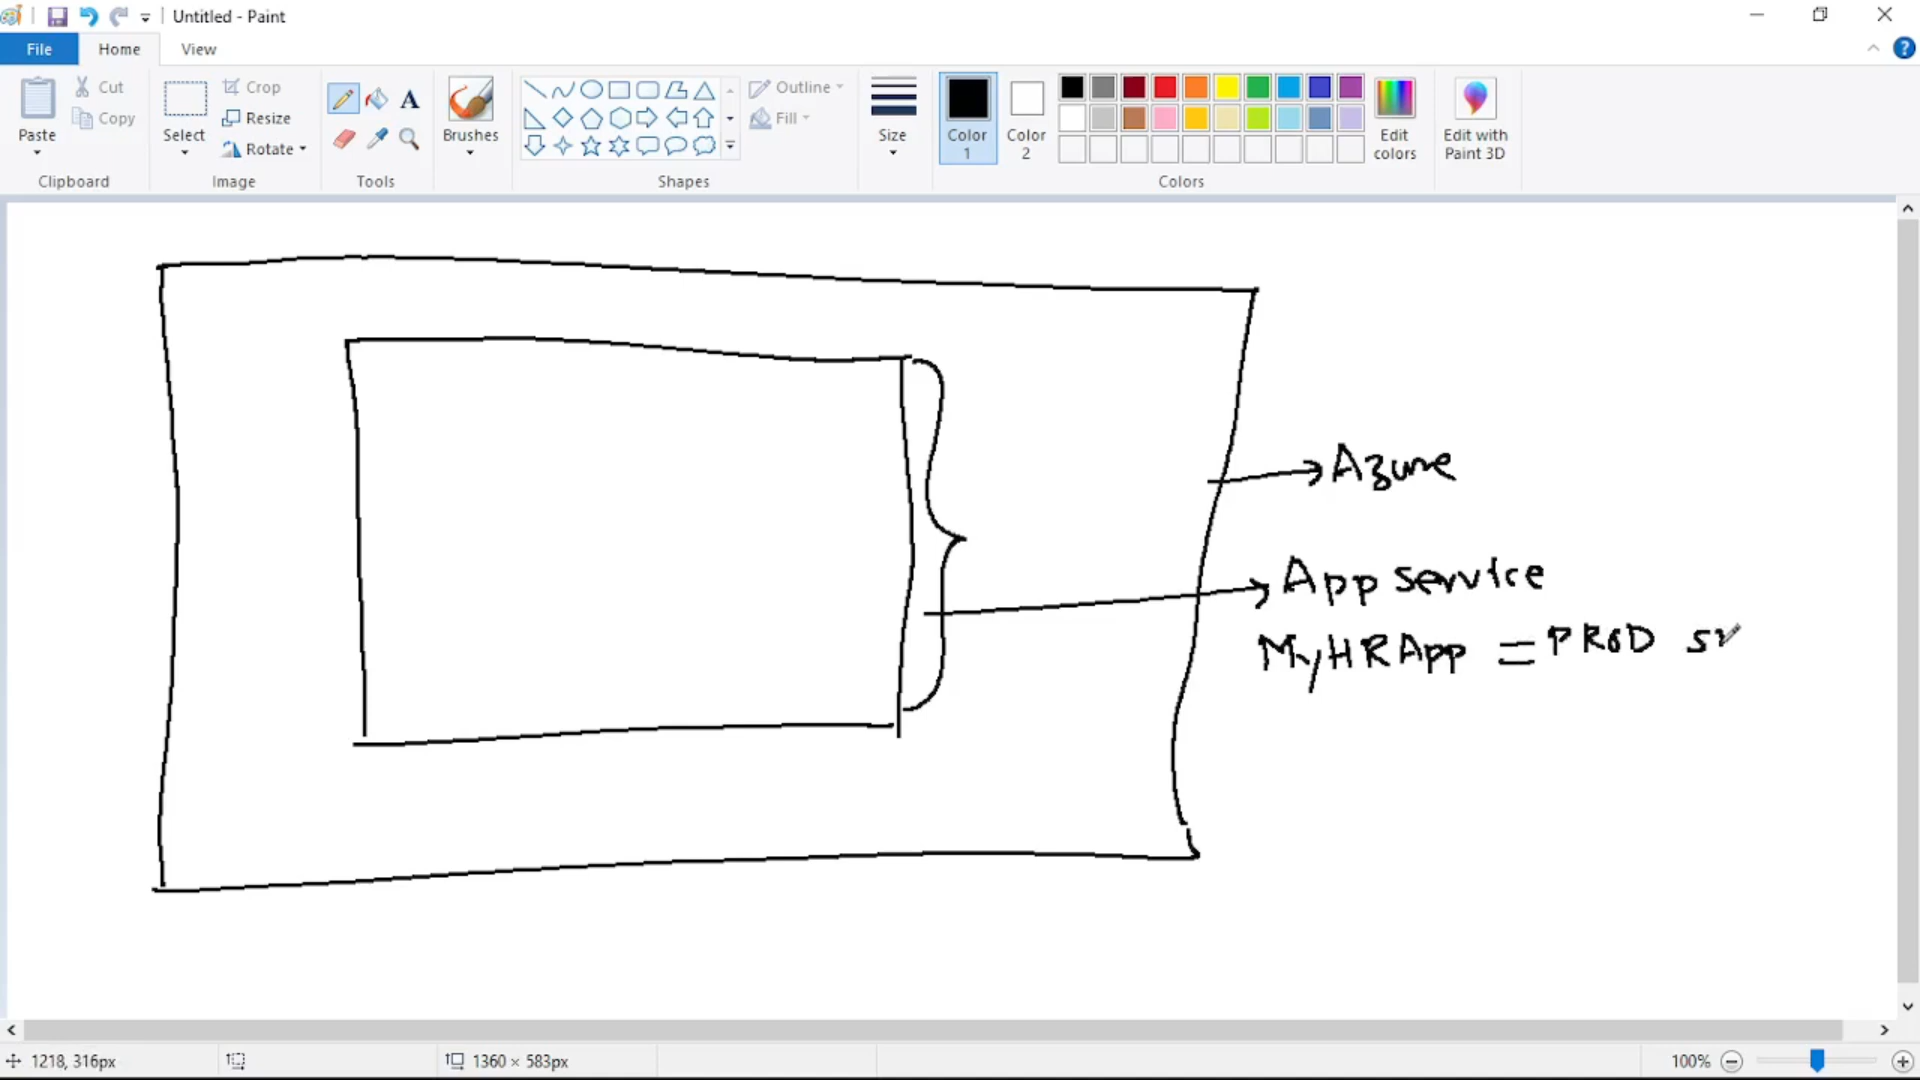 Untitled - Paint
File Home View
Paste
Cut
Copy
Clipboard
Select
Crop
Resize
Rotate
Image
A
Tools
Brushes
Shapes
Outline
Fill
Size
Color 1
Color 2
Edit colors
Edit with Paint 3D
Colors
Azure
App service
MyHRApp = PROD
1218, 316px
1360 × 583px
100%